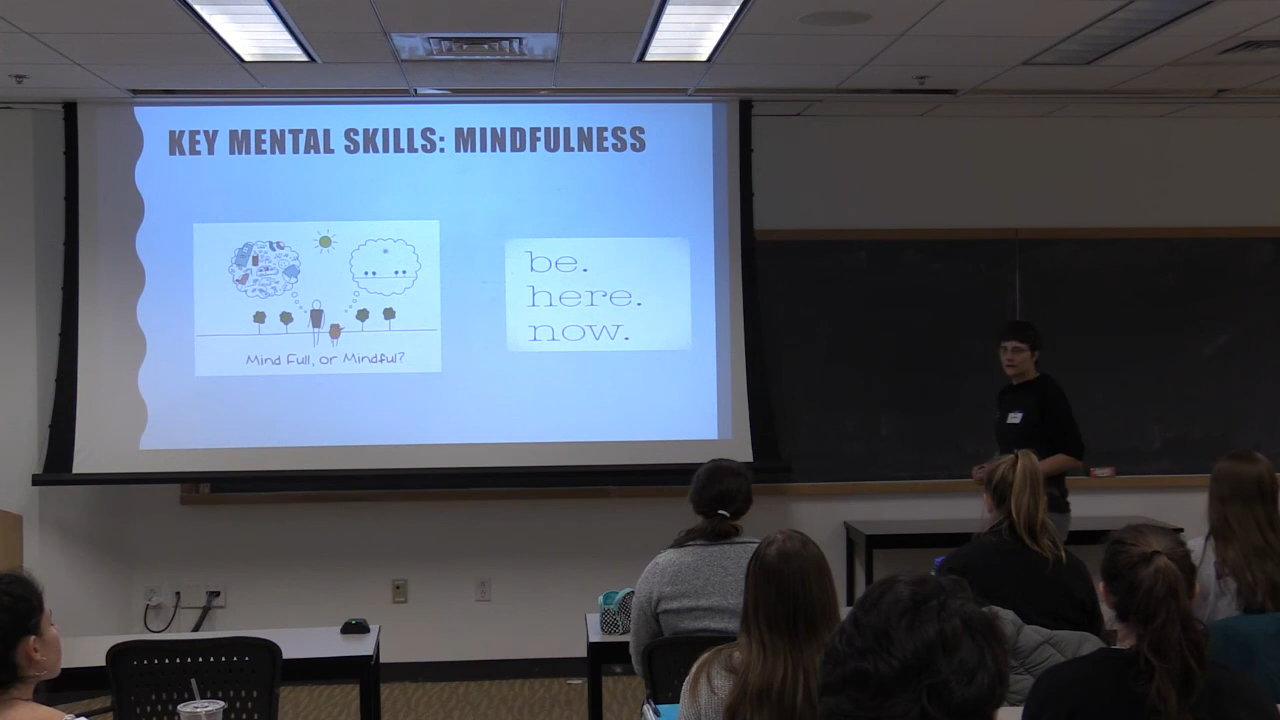 KEY MENTAL SKILLS: MINDFULNESS
Mind Full, or Mindful?
be.
here.
now.